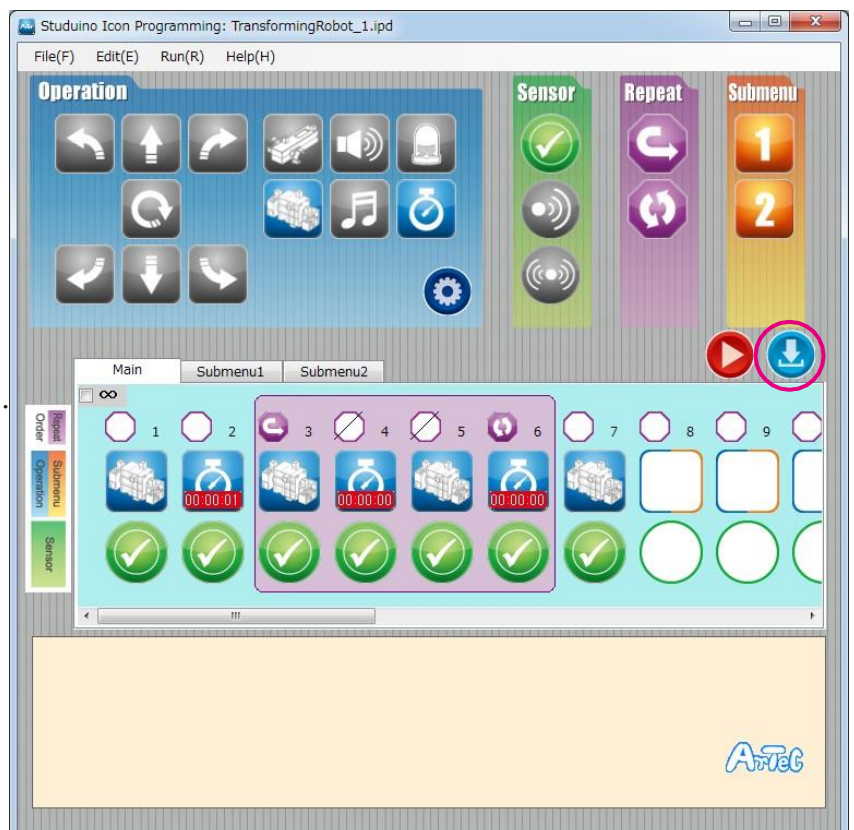 Studuino Icon Programming: TransformingRobot_1.ipd
File(F) Edit(E) Run(R) Help(H)
Operation
Sensor
Repeat
Submenu
1
2
Main Submenu1 Submenu2
∞
Repeat
Order
1 2 3 4 5 6 7 8 9
Submenu
Operation
00:00:01 00:00:00 00:00:00
Sensor
ArTeC